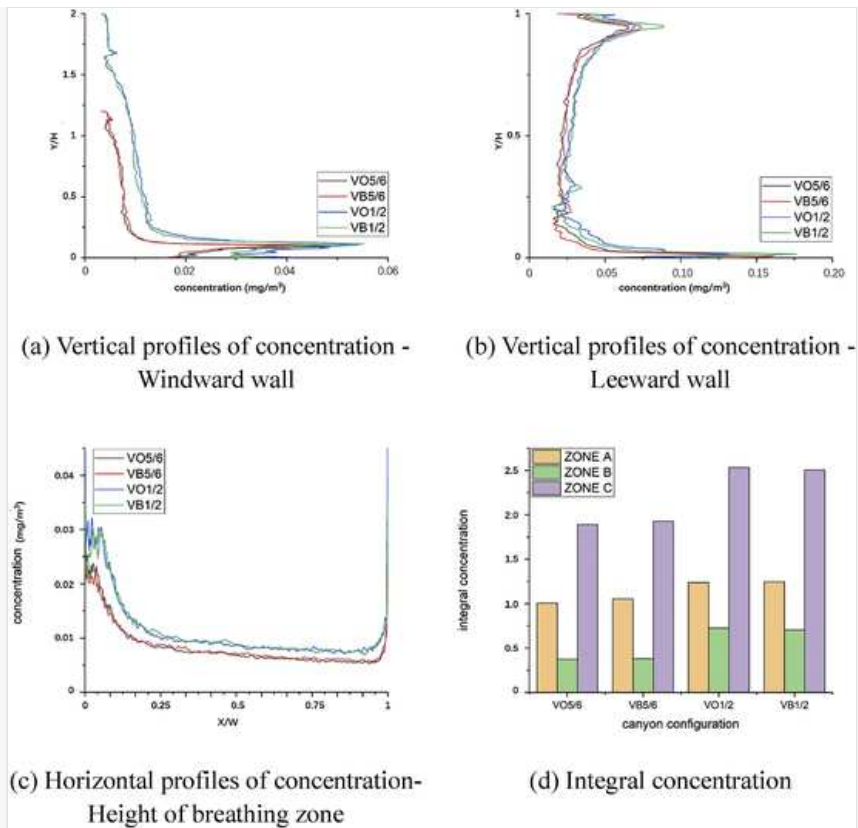 2
1.5
1
0.5
0
Y/H
VO5/6
VB5/6
VO1/2
VB1/2
0
0.02
0.04
0.06
concentration (mg/m³)
(a) Vertical profiles of concentration -
Windward wall
1
0.5
0
Y/H
VO5/6
VB5/6
VO1/2
VB1/2
0
0.05
0.10
0.15
0.20
concentration (mg/m³)
(b) Vertical profiles of concentration -
Leeward wall
VO5/6
VB5/6
VO1/2
VB1/2
0.04
0.03
0.02
0.01
0
concentration (mg/m³)
0
0.25
0.5
0.75
1
X/W
(c) Horizontal profiles of concentration-
Height of breathing zone
ZONE A
ZONE B
ZONE C
2.5
2.0
1.5
1.0
0.5
0
integral concentration
VO5/6
VB5/6
VO1/2
VB1/2
canyon configuration
(d) Integral concentration